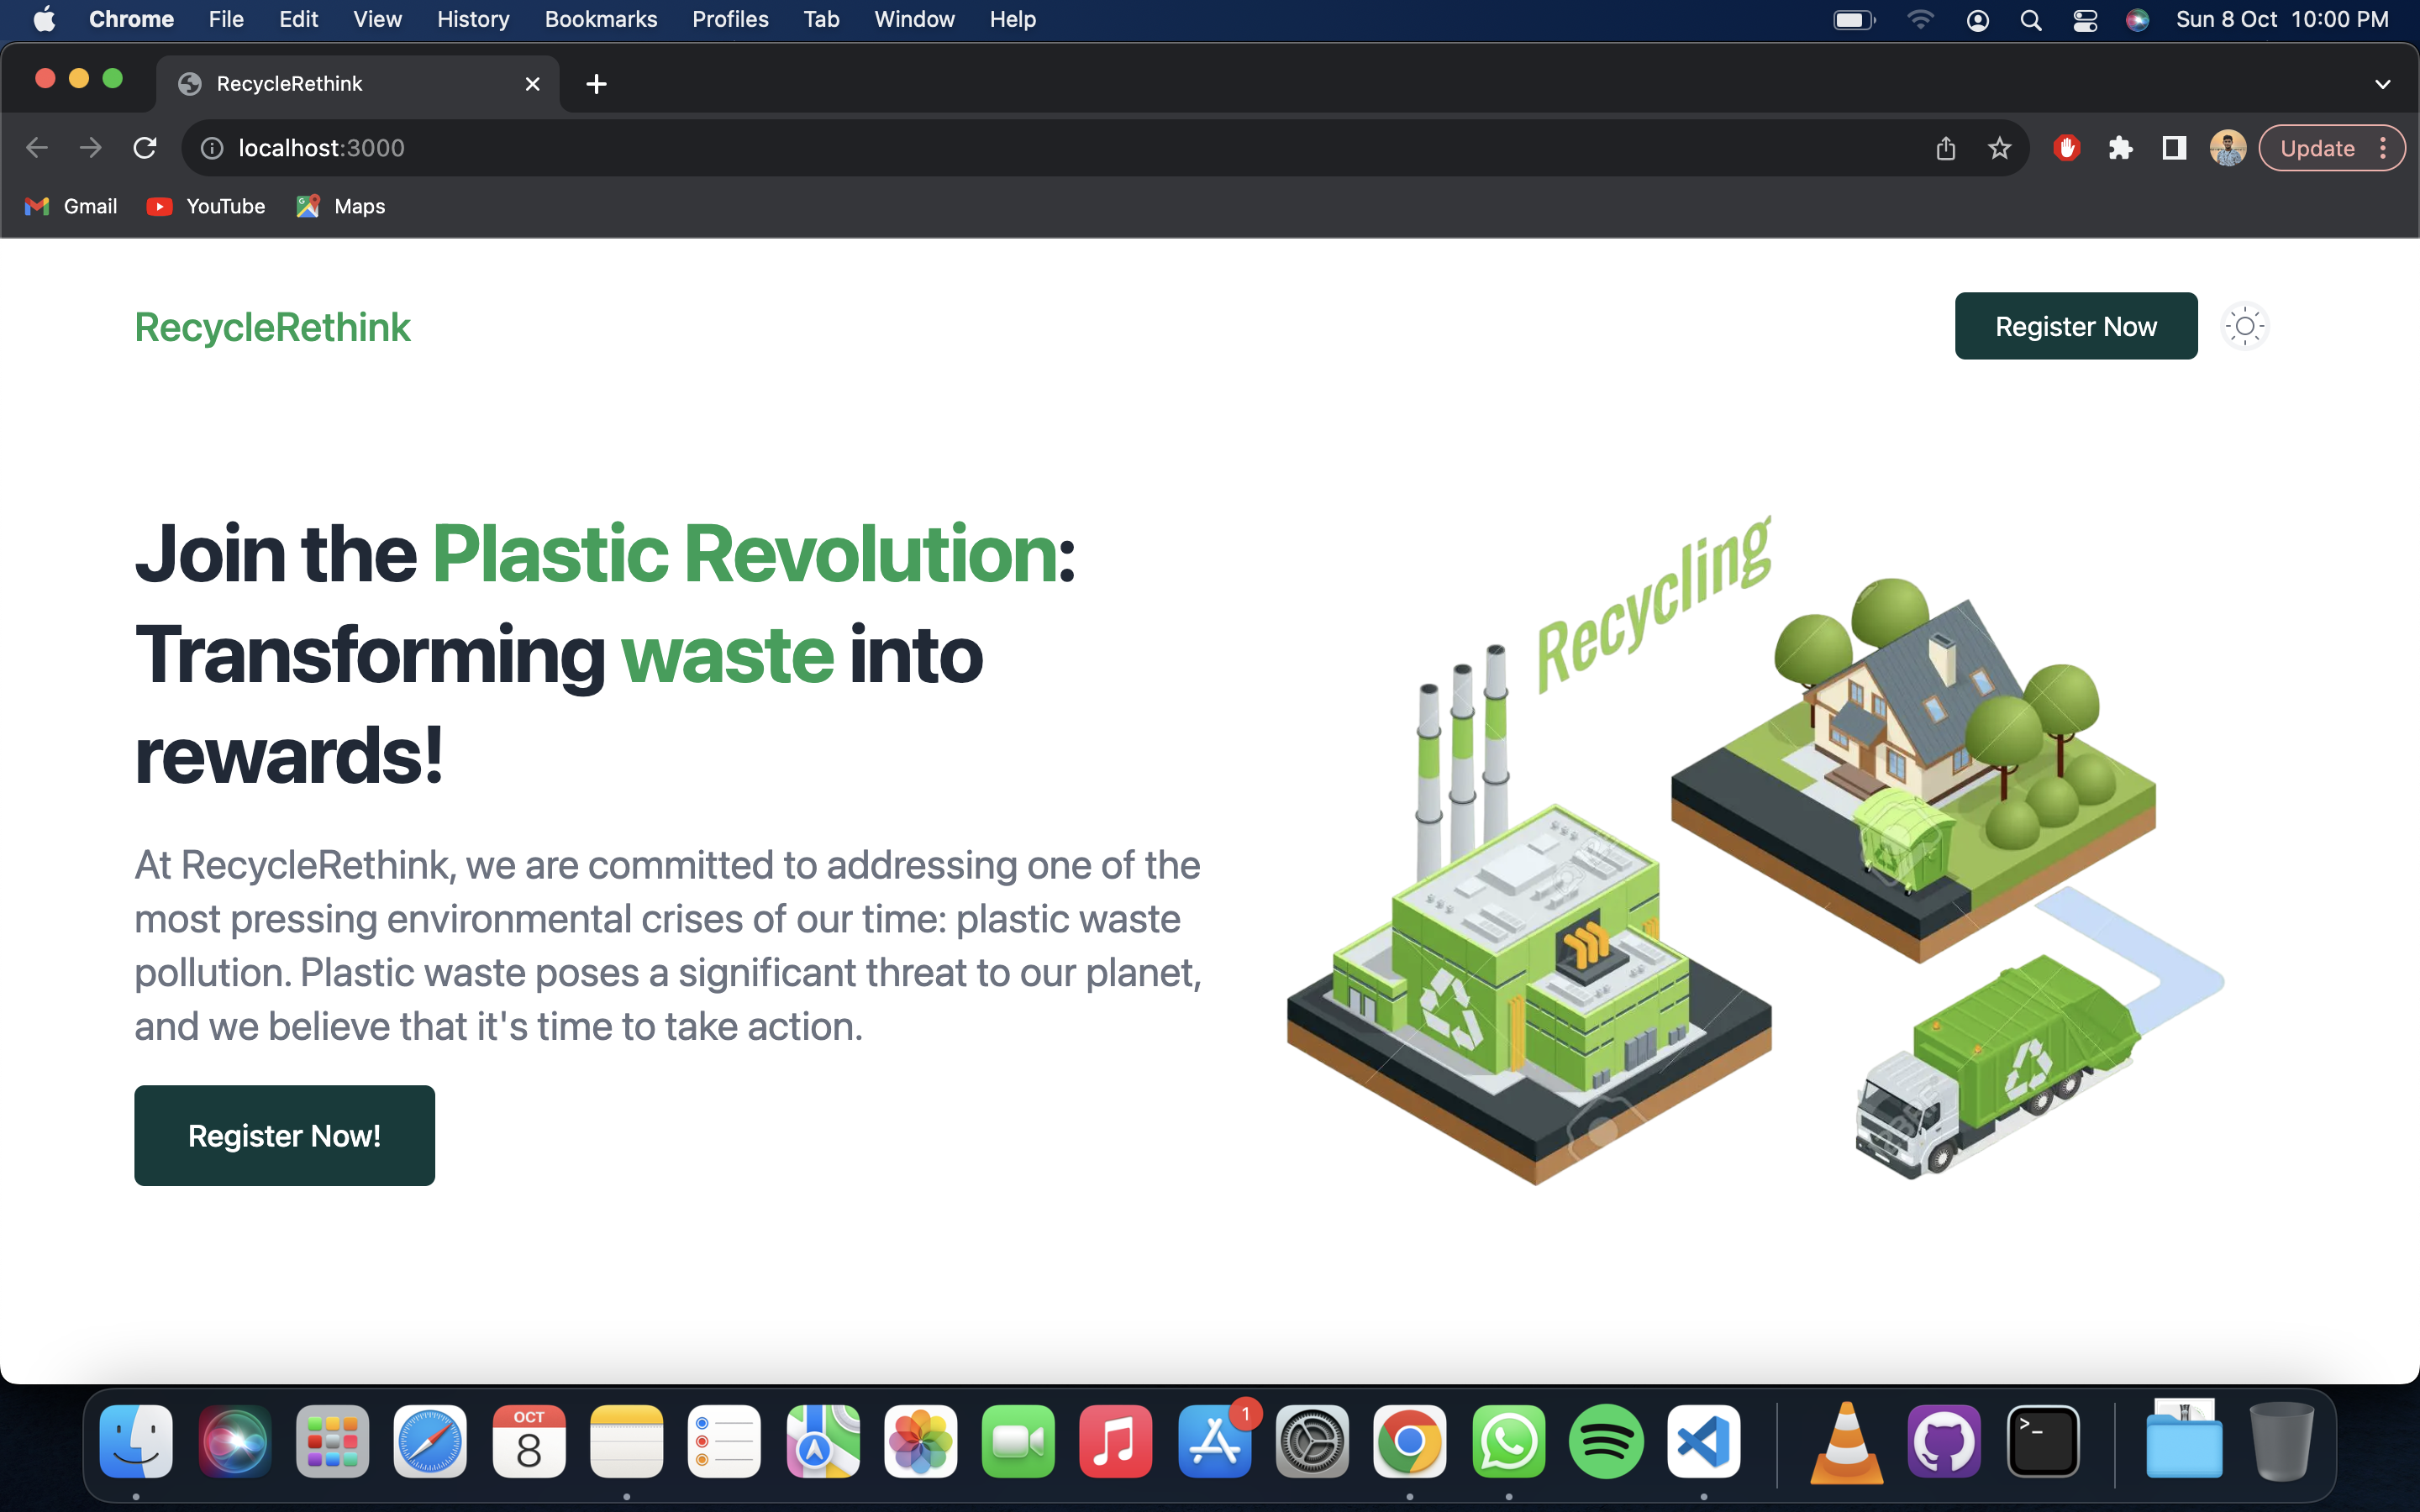 Chrome File Edit View History Bookmarks Profiles Tab Window Help Sun 8 Oct 10:00 PM
RecycleRethink
localhost:3000 Update
Gmail YouTube Maps
RecycleRethink Register Now
Join the Plastic Revolution:
Transforming waste into
rewards!
At RecycleRethink, we are committed to addressing one of the
most pressing environmental crises of our time: plastic waste
pollution. Plastic waste poses a significant threat to our planet,
and we believe that it's time to take action.
Register Now!
Recycling
OCT
8
1
>_